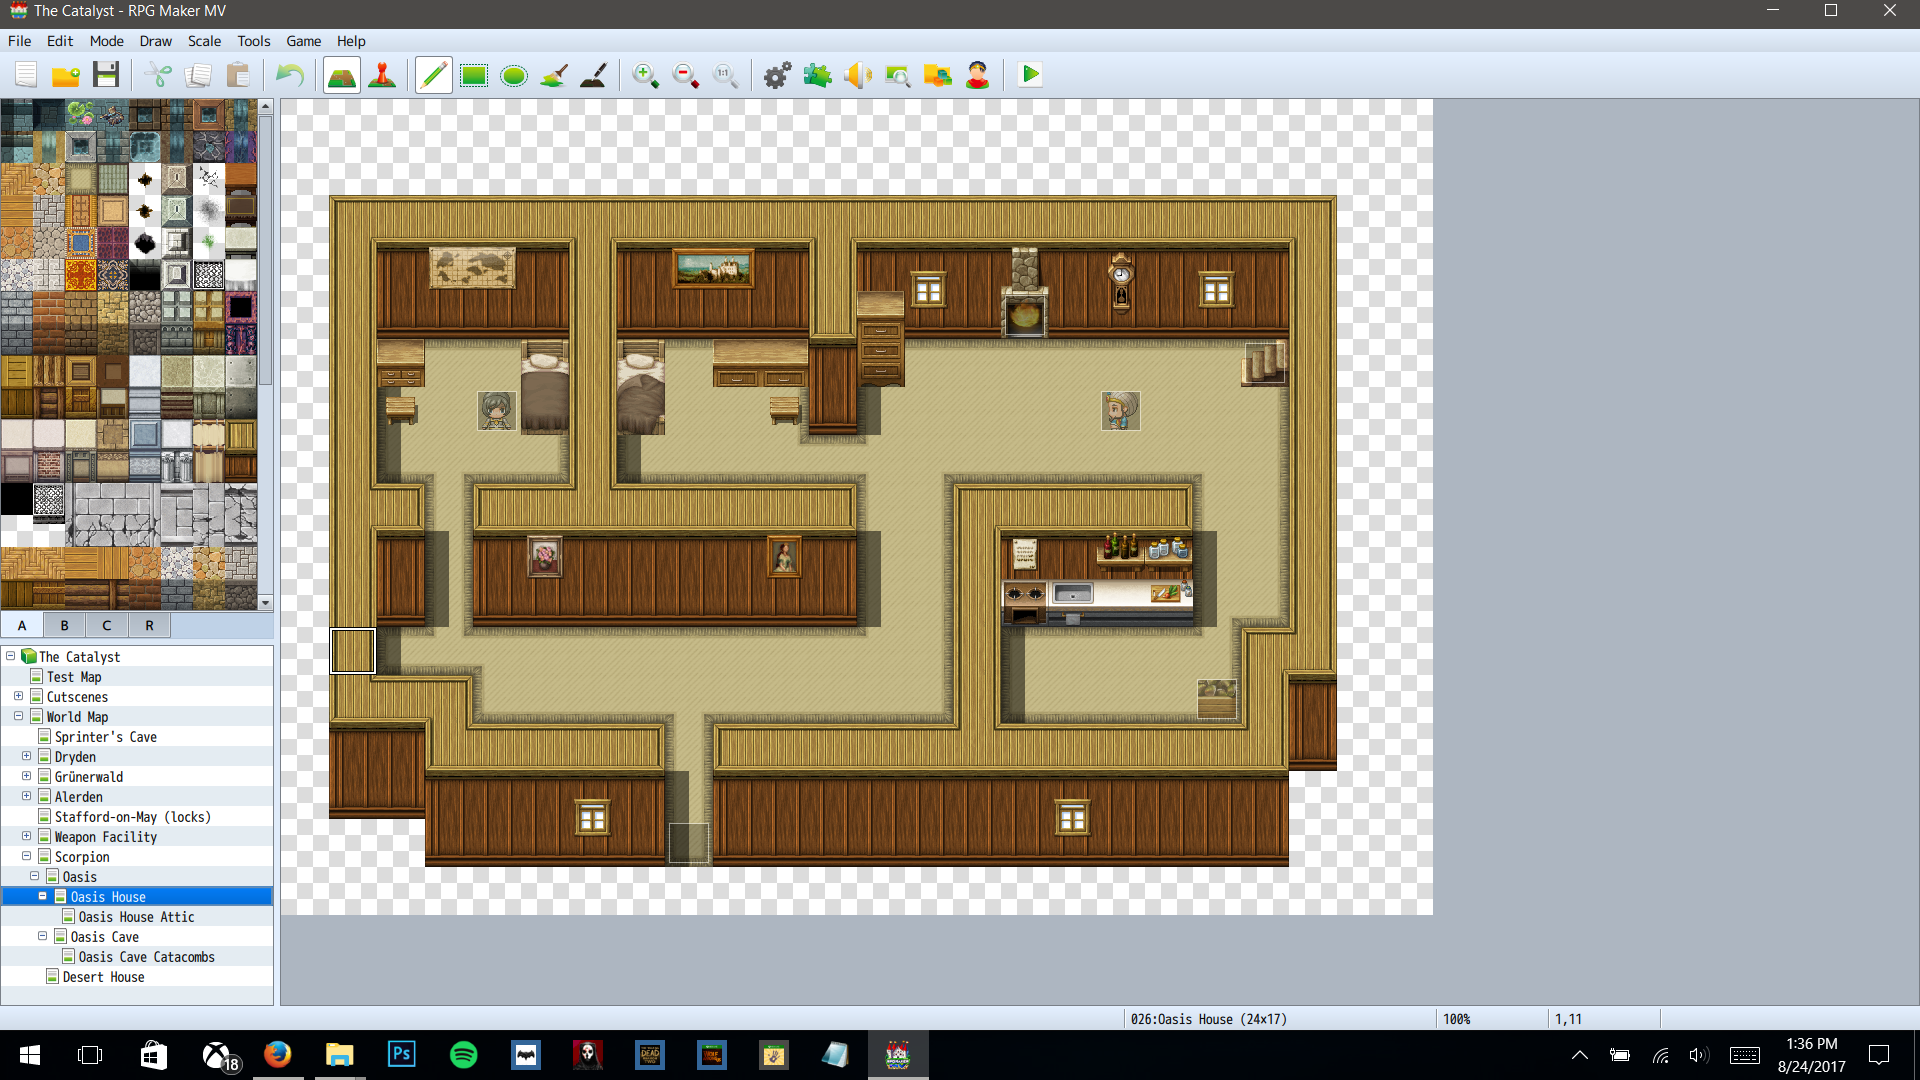 The Catalyst - RPG Maker MV
File Edit Mode Draw Scale Tools Game Help
1:1
A B C R
The Catalyst
Test Map
Cutscenes
World Map
Sprinter's Cave
Dryden
Grünerwald
Alerden
Stafford-on-May (locks)
Weapon Facility
Scorpion
Oasis
Oasis House
Oasis House Attic
Oasis Cave
Oasis Cave Catacombs
Desert House
026:Oasis House (24x17) 100% 1,11
18
Ps
1:36 PM
8/24/2017